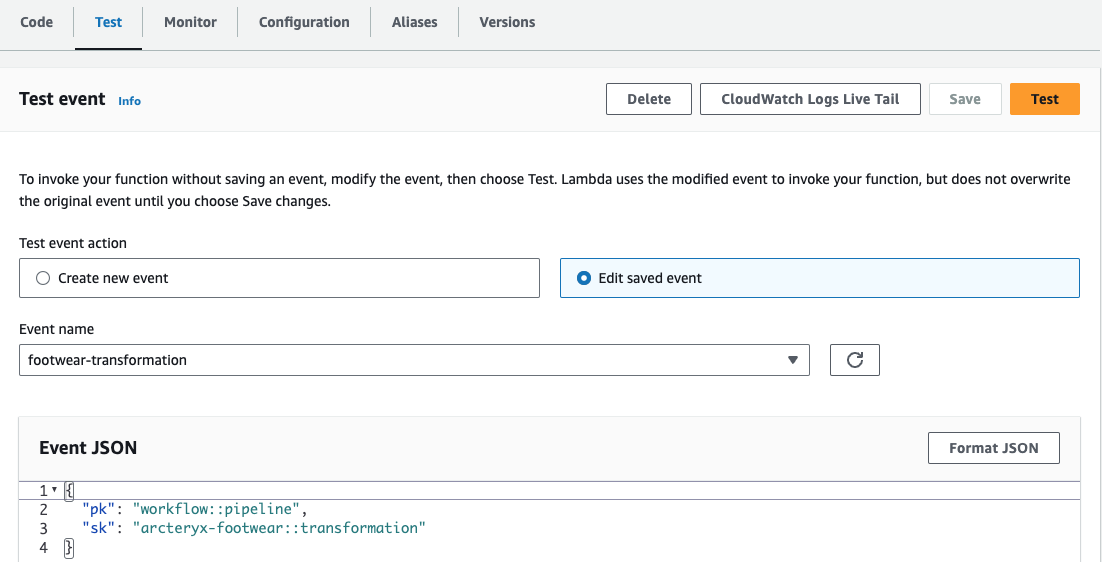 Code Test Monitor Configuration Aliases Versions
Test event Info Delete CloudWatch Logs Live Tail Save Test
To invoke your function without saving an event, modify the event, then choose Test. Lambda uses the modified event to invoke your function, but does not overwrite
the original event until you choose Save changes.
Test event action
Create new event Edit saved event
Event name
footwear-transformation
Event JSON Format JSON
1 {
2 "pk": "workflow::pipeline",
3 "sk": "arcteryx-footwear::transformation"
4 }